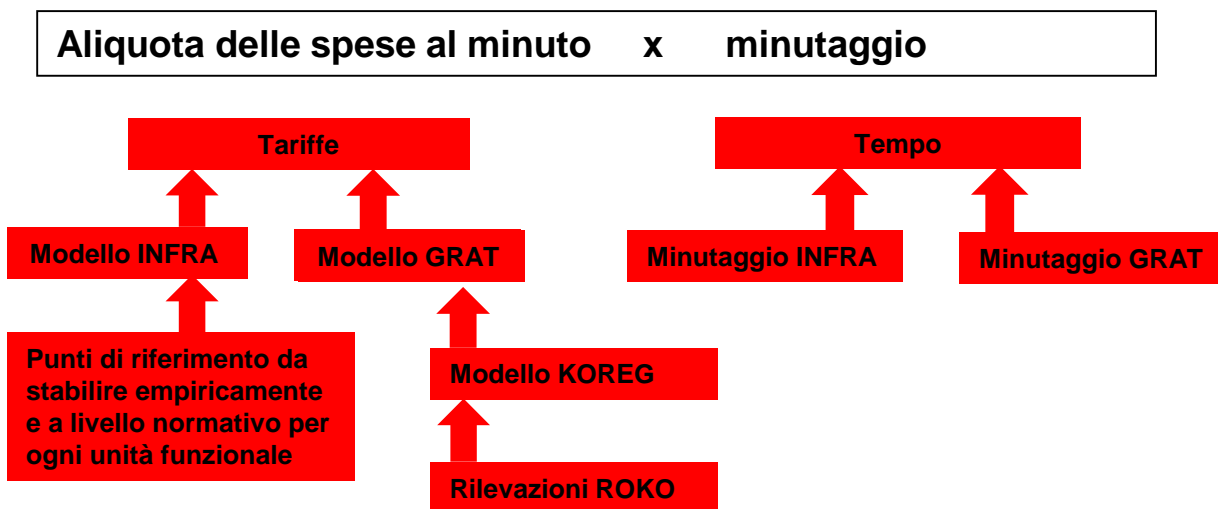 Aliquota delle spese al minuto x minutaggio
Tariffe
Tempo
Modello INFRA
Modello GRAT
Minutaggio INFRA
Minutaggio GRAT
Punti di riferimento da
stabilire empiricamente
e a livello normativo per
ogni unità funzionale
Modello KOREG
Rilevazioni ROKO